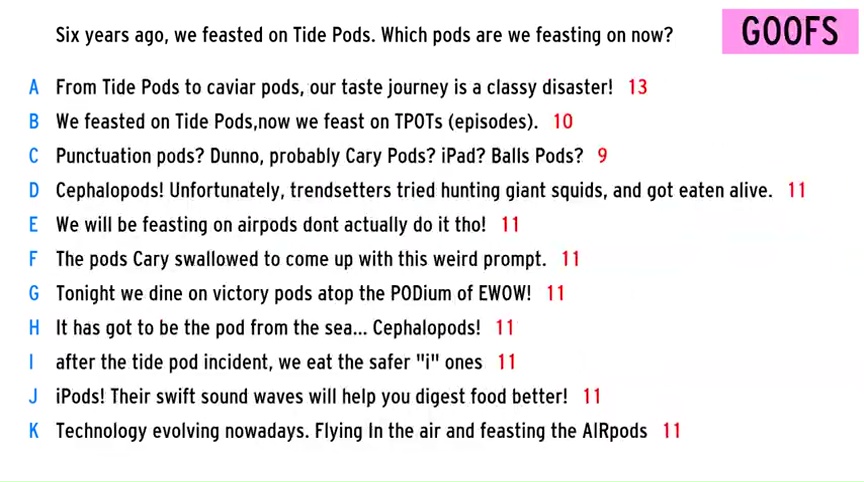 Six years ago, we feasted on Tide Pods. Which pods are we feasting on now?
GOOFS
A From Tide Pods to caviar pods, our taste journey is a classy disaster! 13
B We feasted on Tide Pods,now we feast on TPOTs (episodes). 10
C Punctuation pods? Dunno, probably Cary Pods? iPad? Balls Pods? 9
D Cephalopods! Unfortunately, trendsetters tried hunting giant squids, and got eaten alive. 11
E We will be feasting on airpods dont actually do it tho! 11
F The pods Cary swallowed to come up with this weird prompt. 11
G Tonight we dine on victory pods atop the PODium of EWOW! 11
H It has got to be the pod from the sea... Cephalopods! 11
I after the tide pod incident, we eat the safer "i" ones 11
J iPods! Their swift sound waves will help you digest food better! 11
K Technology evolving nowadays. Flying In the air and feasting the AIRpods 11